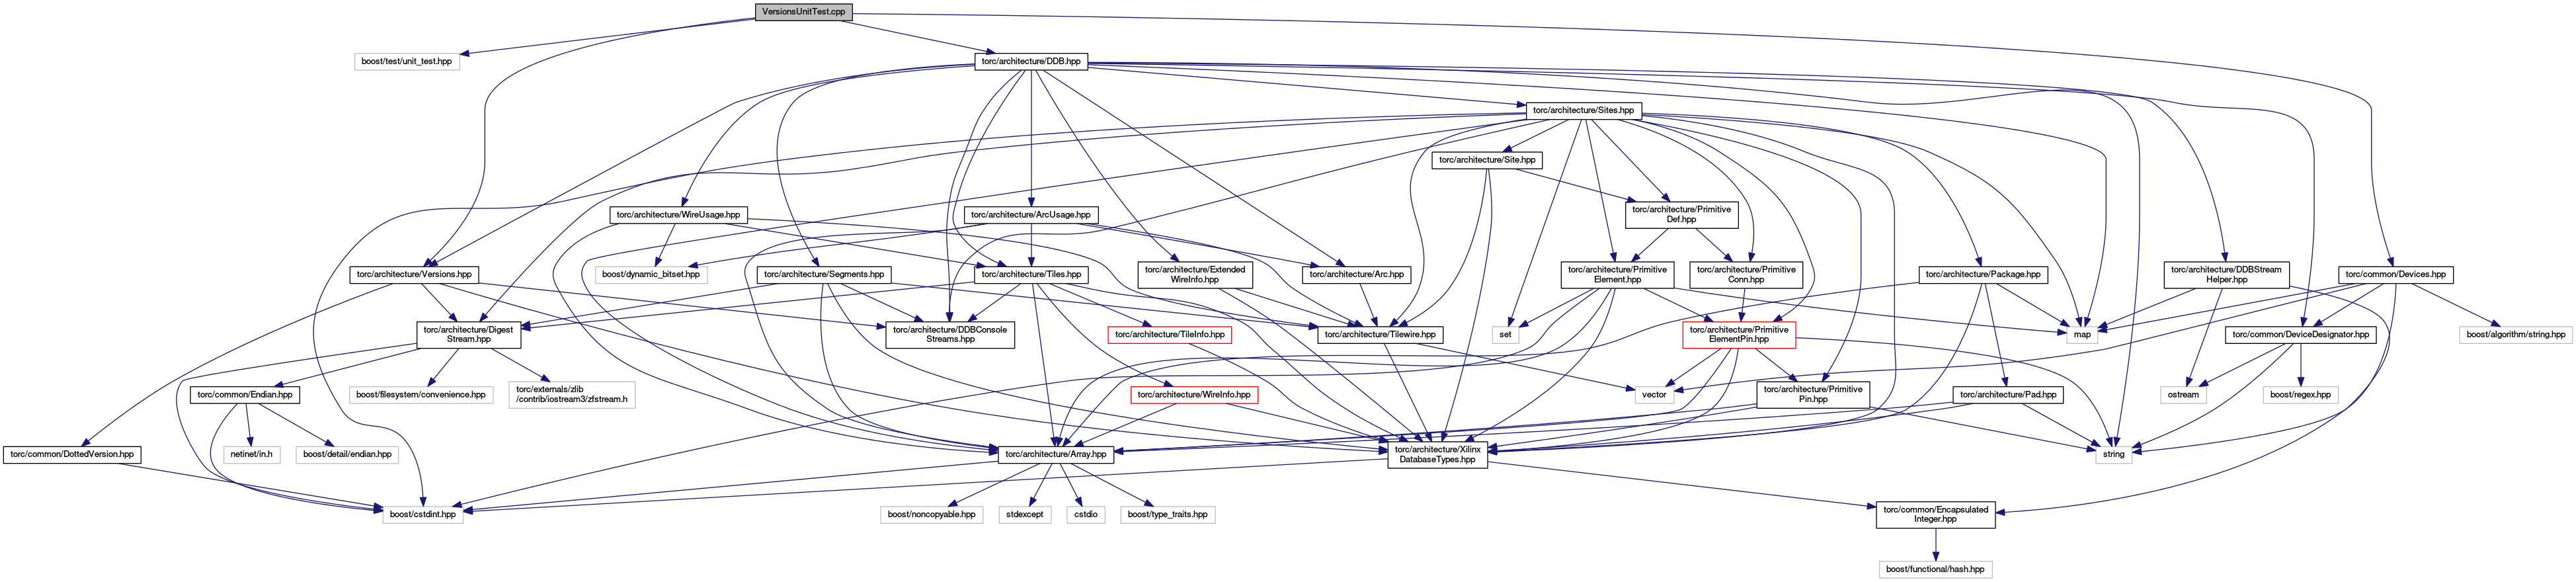 VersionsUnitTest.cpp
boost/test/unit_test.hpp
torc/architecture/DDB.hpp
torc/architecture/Sites.hpp
torc/architecture/Site.hpp
torc/architecture/WireUsage.hpp
torc/architecture/ArcUsage.hpp
torc/architecture/Primitive
Def.hpp
torc/architecture/Versions.hpp
boost/dynamic_bitset.hpp
torc/architecture/Segments.hpp
torc/architecture/Tiles.hpp
torc/architecture/Extended
WireInfo.hpp
torc/architecture/Arc.hpp
torc/architecture/Primitive
Element.hpp
torc/architecture/Primitive
Conn.hpp
torc/architecture/Package.hpp
torc/architecture/DDBStream
Helper.hpp
torc/common/Devices.hpp
torc/architecture/Digest
Stream.hpp
torc/architecture/DDBConsole
Streams.hpp
torc/architecture/TileInfo.hpp
torc/architecture/Tilewire.hpp
set
torc/architecture/Primitive
ElementPin.hpp
map
torc/common/DeviceDesignator.hpp
boost/algorithm/string.hpp
torc/common/Endian.hpp
boost/filesystem/convenience.hpp
torc/externals/zlib
/contrib/iostream3/zfstream.h
torc/architecture/WireInfo.hpp
vector
torc/architecture/Primitive
Pin.hpp
torc/architecture/Pad.hpp
ostream
boost/regex.hpp
torc/common/DottedVersion.hpp
netinet/in.h
boost/detail/endian.hpp
torc/architecture/Array.hpp
torc/architecture/Xilinx
DatabaseTypes.hpp
string
boost/cstdint.hpp
boost/noncopyable.hpp
stdexcept
cstdio
boost/type_traits.hpp
torc/common/Encapsulated
Integer.hpp
boost/functional/hash.hpp